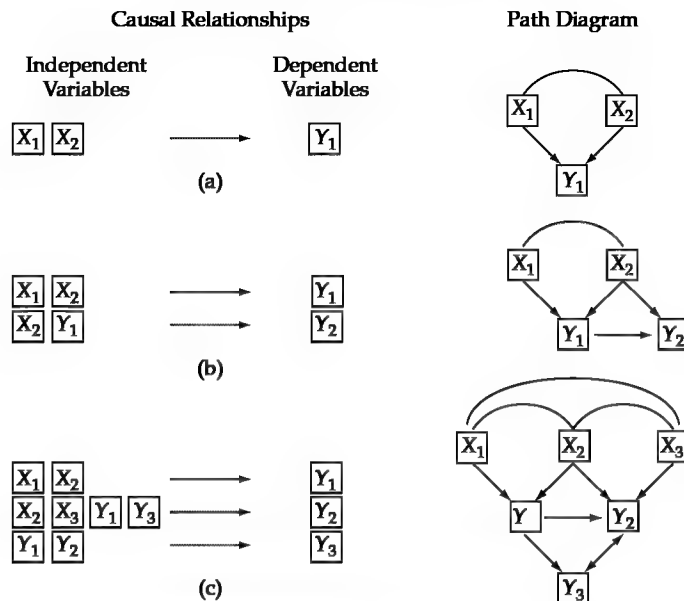 Causal Relationships
Path Diagram
Independent Variables
Dependent Variables
X₁ X₂ Y₁
(a)
X₁ X₂
Y₁
X₁ X₂ Y₁
X₂ Y₁ Y₂
(b)
X₁ X₂
Y₁ Y₂
X₁ X₂ Y₁
X₂ X₃ Y₁ Y₃ Y₂
Y₁ Y₂ Y₃
(c)
X₁ X₂ X₃
Y Y₂
Y₃